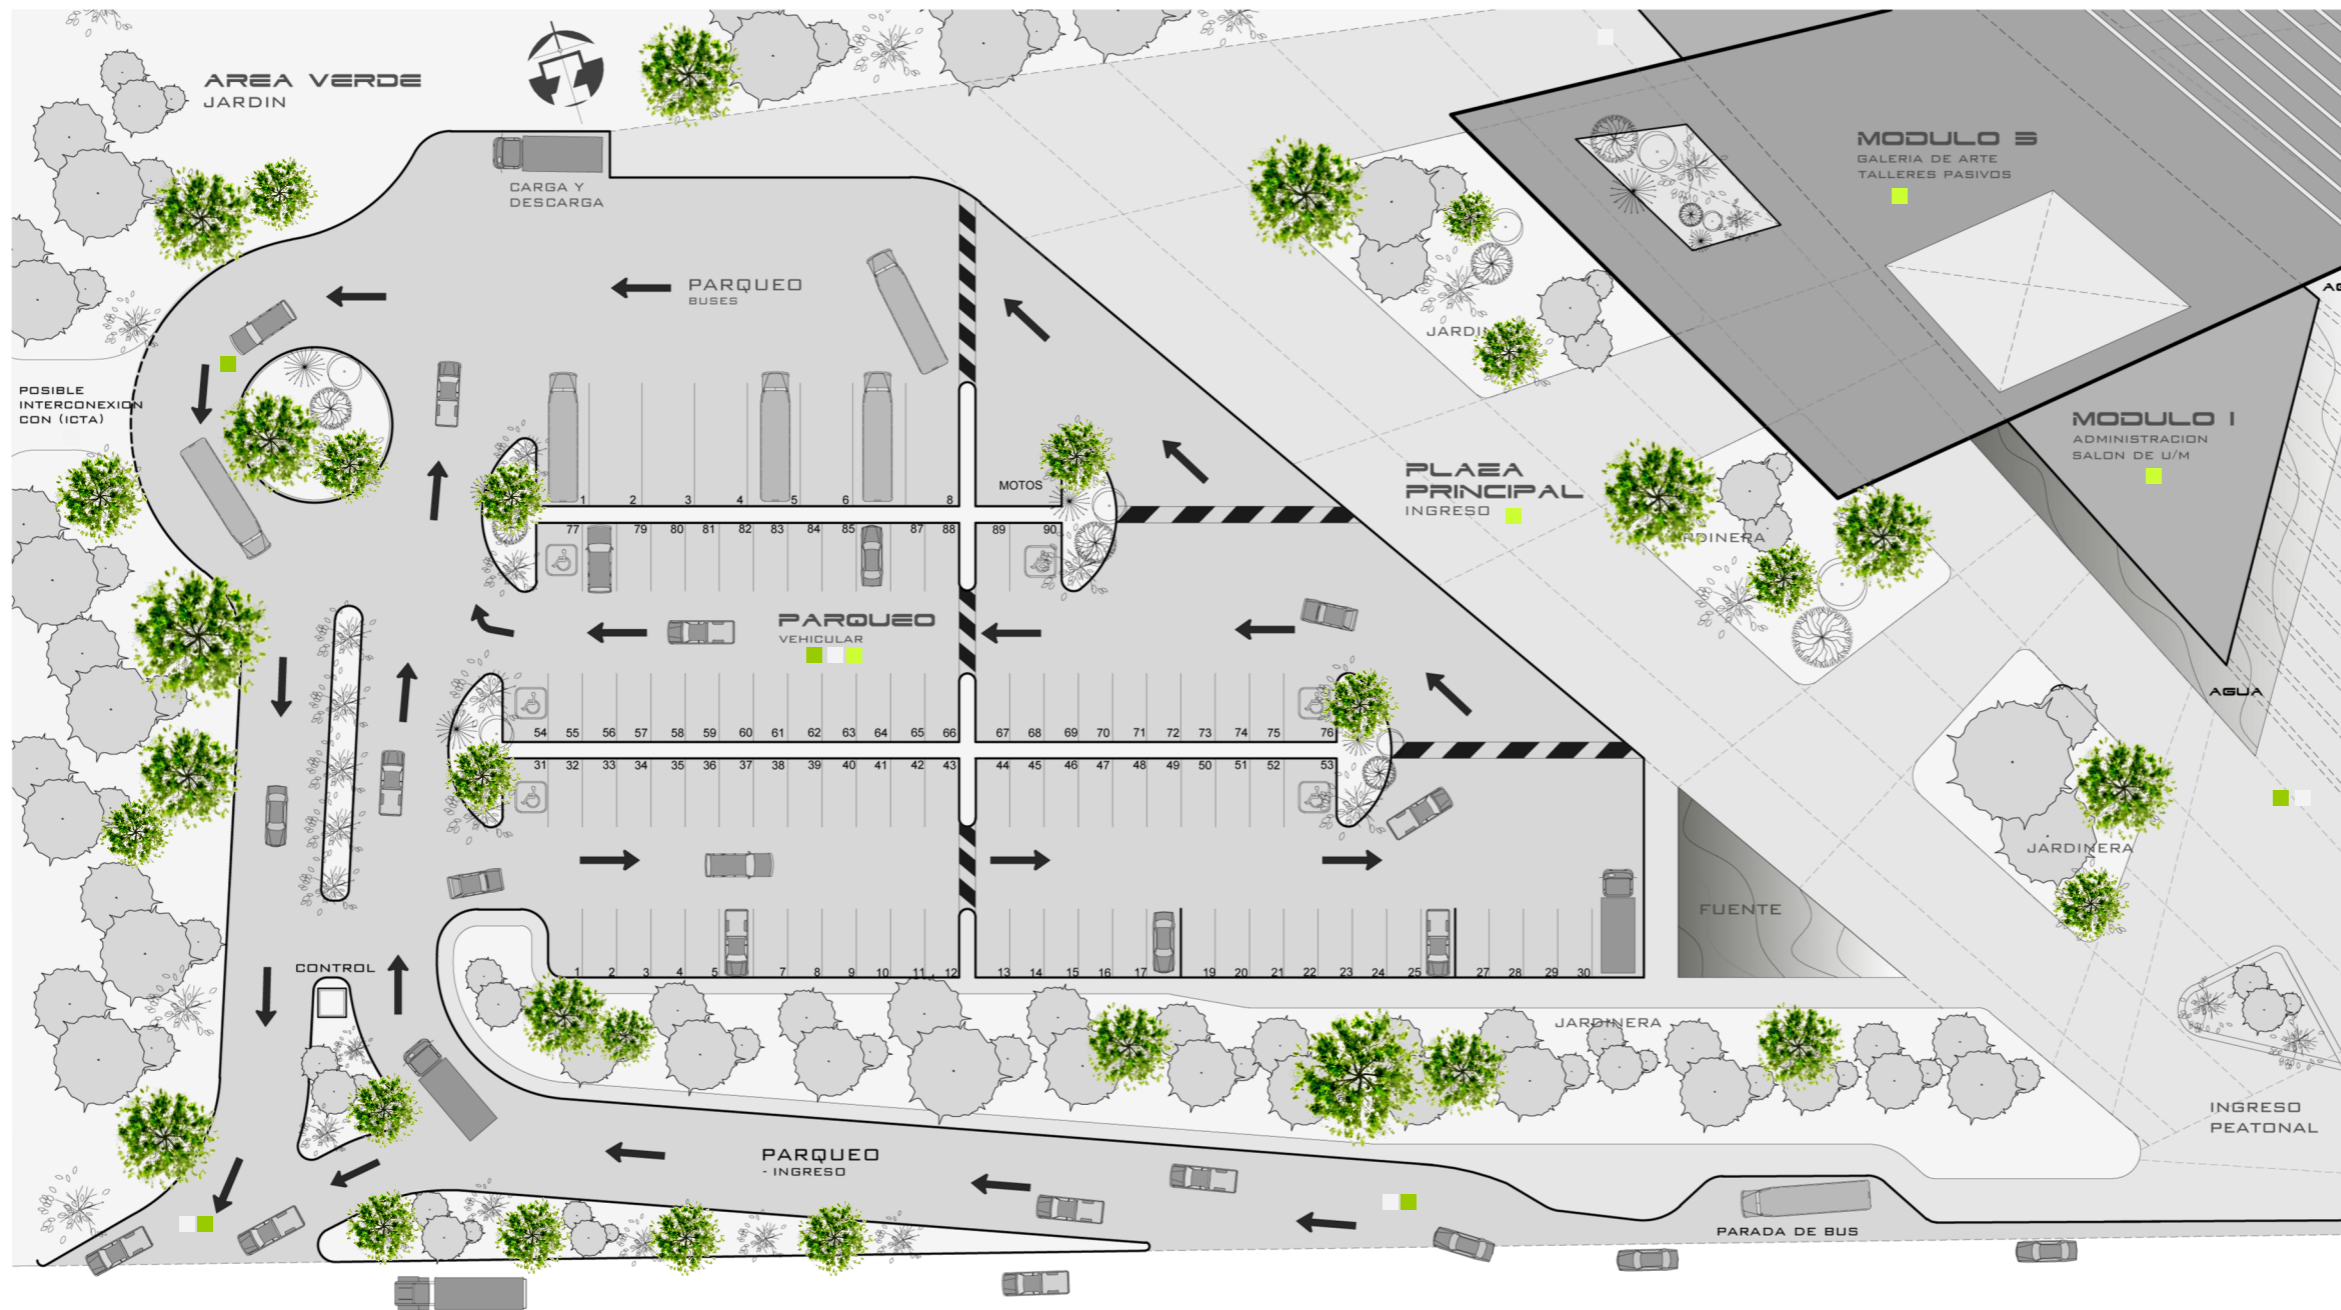 AREA VERDE
JARDIN
CARGA Y
DESCARGA
MODULO 5
GALERIA DE ARTE
TALLERES PASIVOS
PARQUEO
BUSES
POSIBLE
INTERCONEXION
CON (ICTA)
MODULO I
ADMINISTRACION
SALON DE U/M
PLAZA
PRINCIPAL
INGRESO
MOTOS
1 2 3 4 5 6 8
77 79 80 81 82 83 84 85 87 88 89 90
PARQUEO
VEHICULAR
AGUA
54 55 56 57 58 59 60 61 62 63 64 65 66 67 68 69 70 71 72 73 74 75 76
31 32 33 34 35 36 37 38 39 40 41 42 43 44 45 46 47 48 49 50 51 52 53
JARDINERA
FUENTE
CONTROL
1 2 3 4 5 7 8 9 10 11 12 13 14 15 16 17 19 20 21 22 23 24 25 27 28 29 30
JARDINERA
INGRESO
PEATONAL
PARQUEO
- INGRESO
PARADA DE BUS